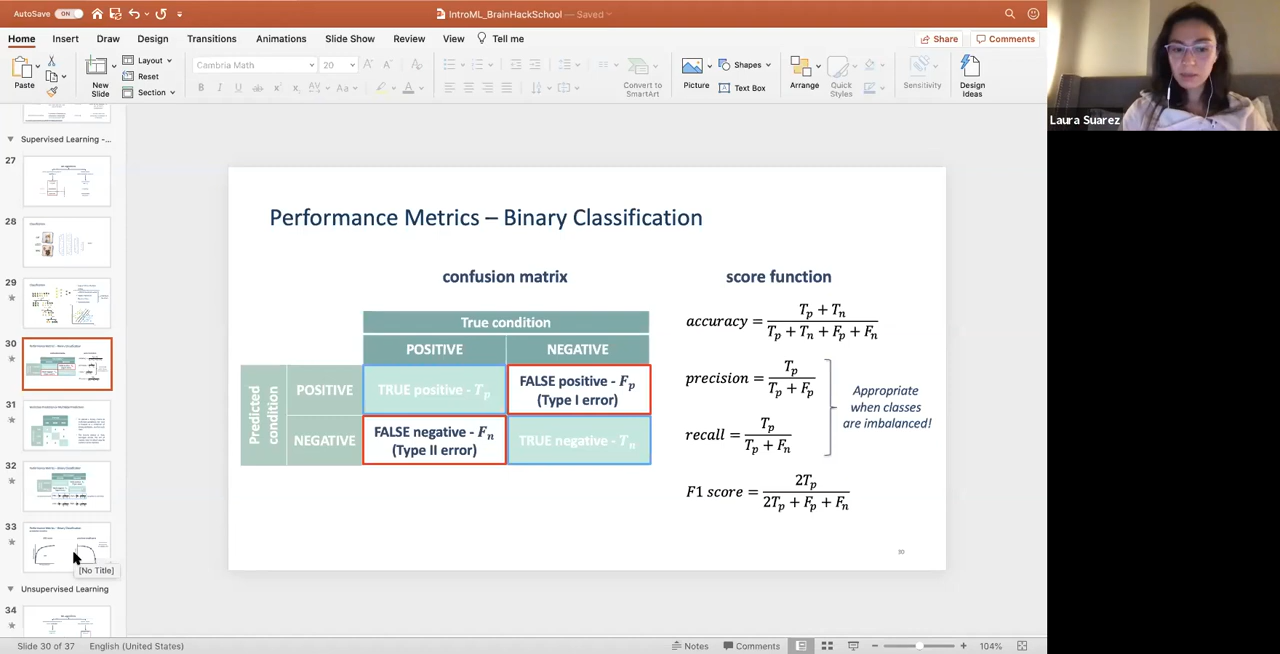 AutoSave ON IntroML_BrainHackSchool — Saved
Home Insert Draw Design Transitions Animations Slide Show Review View Tell me Share Comments
Paste New Slide Layout Reset Section Cambria Math 20 Convert to SmartArt Picture Shapes Text Box Arrange Quick Styles Sensitivity Design Ideas
Laura Suarez
Supervised Learning -...
27
28
29
30
31
32
33
[No Title]
Unsupervised Learning
34
Performance Metrics – Binary Classification
confusion matrix
True condition
POSITIVE NEGATIVE
Predicted condition
POSITIVE
TRUE positive - Tp
FALSE positive - Fp
(Type I error)
NEGATIVE
FALSE negative - Fn
(Type II error)
TRUE negative - Tn
score function
accuracy = (Tp + Tn) / (Tp + Tn + Fp + Fn)
precision = Tp / (Tp + Fp)
recall = Tp / (Tp + Fn)
Appropriate
when classes
are imbalanced!
F1 score = 2Tp / (2Tp + Fp + Fn)
30
Slide 30 of 37 English (United States) Notes Comments 104%